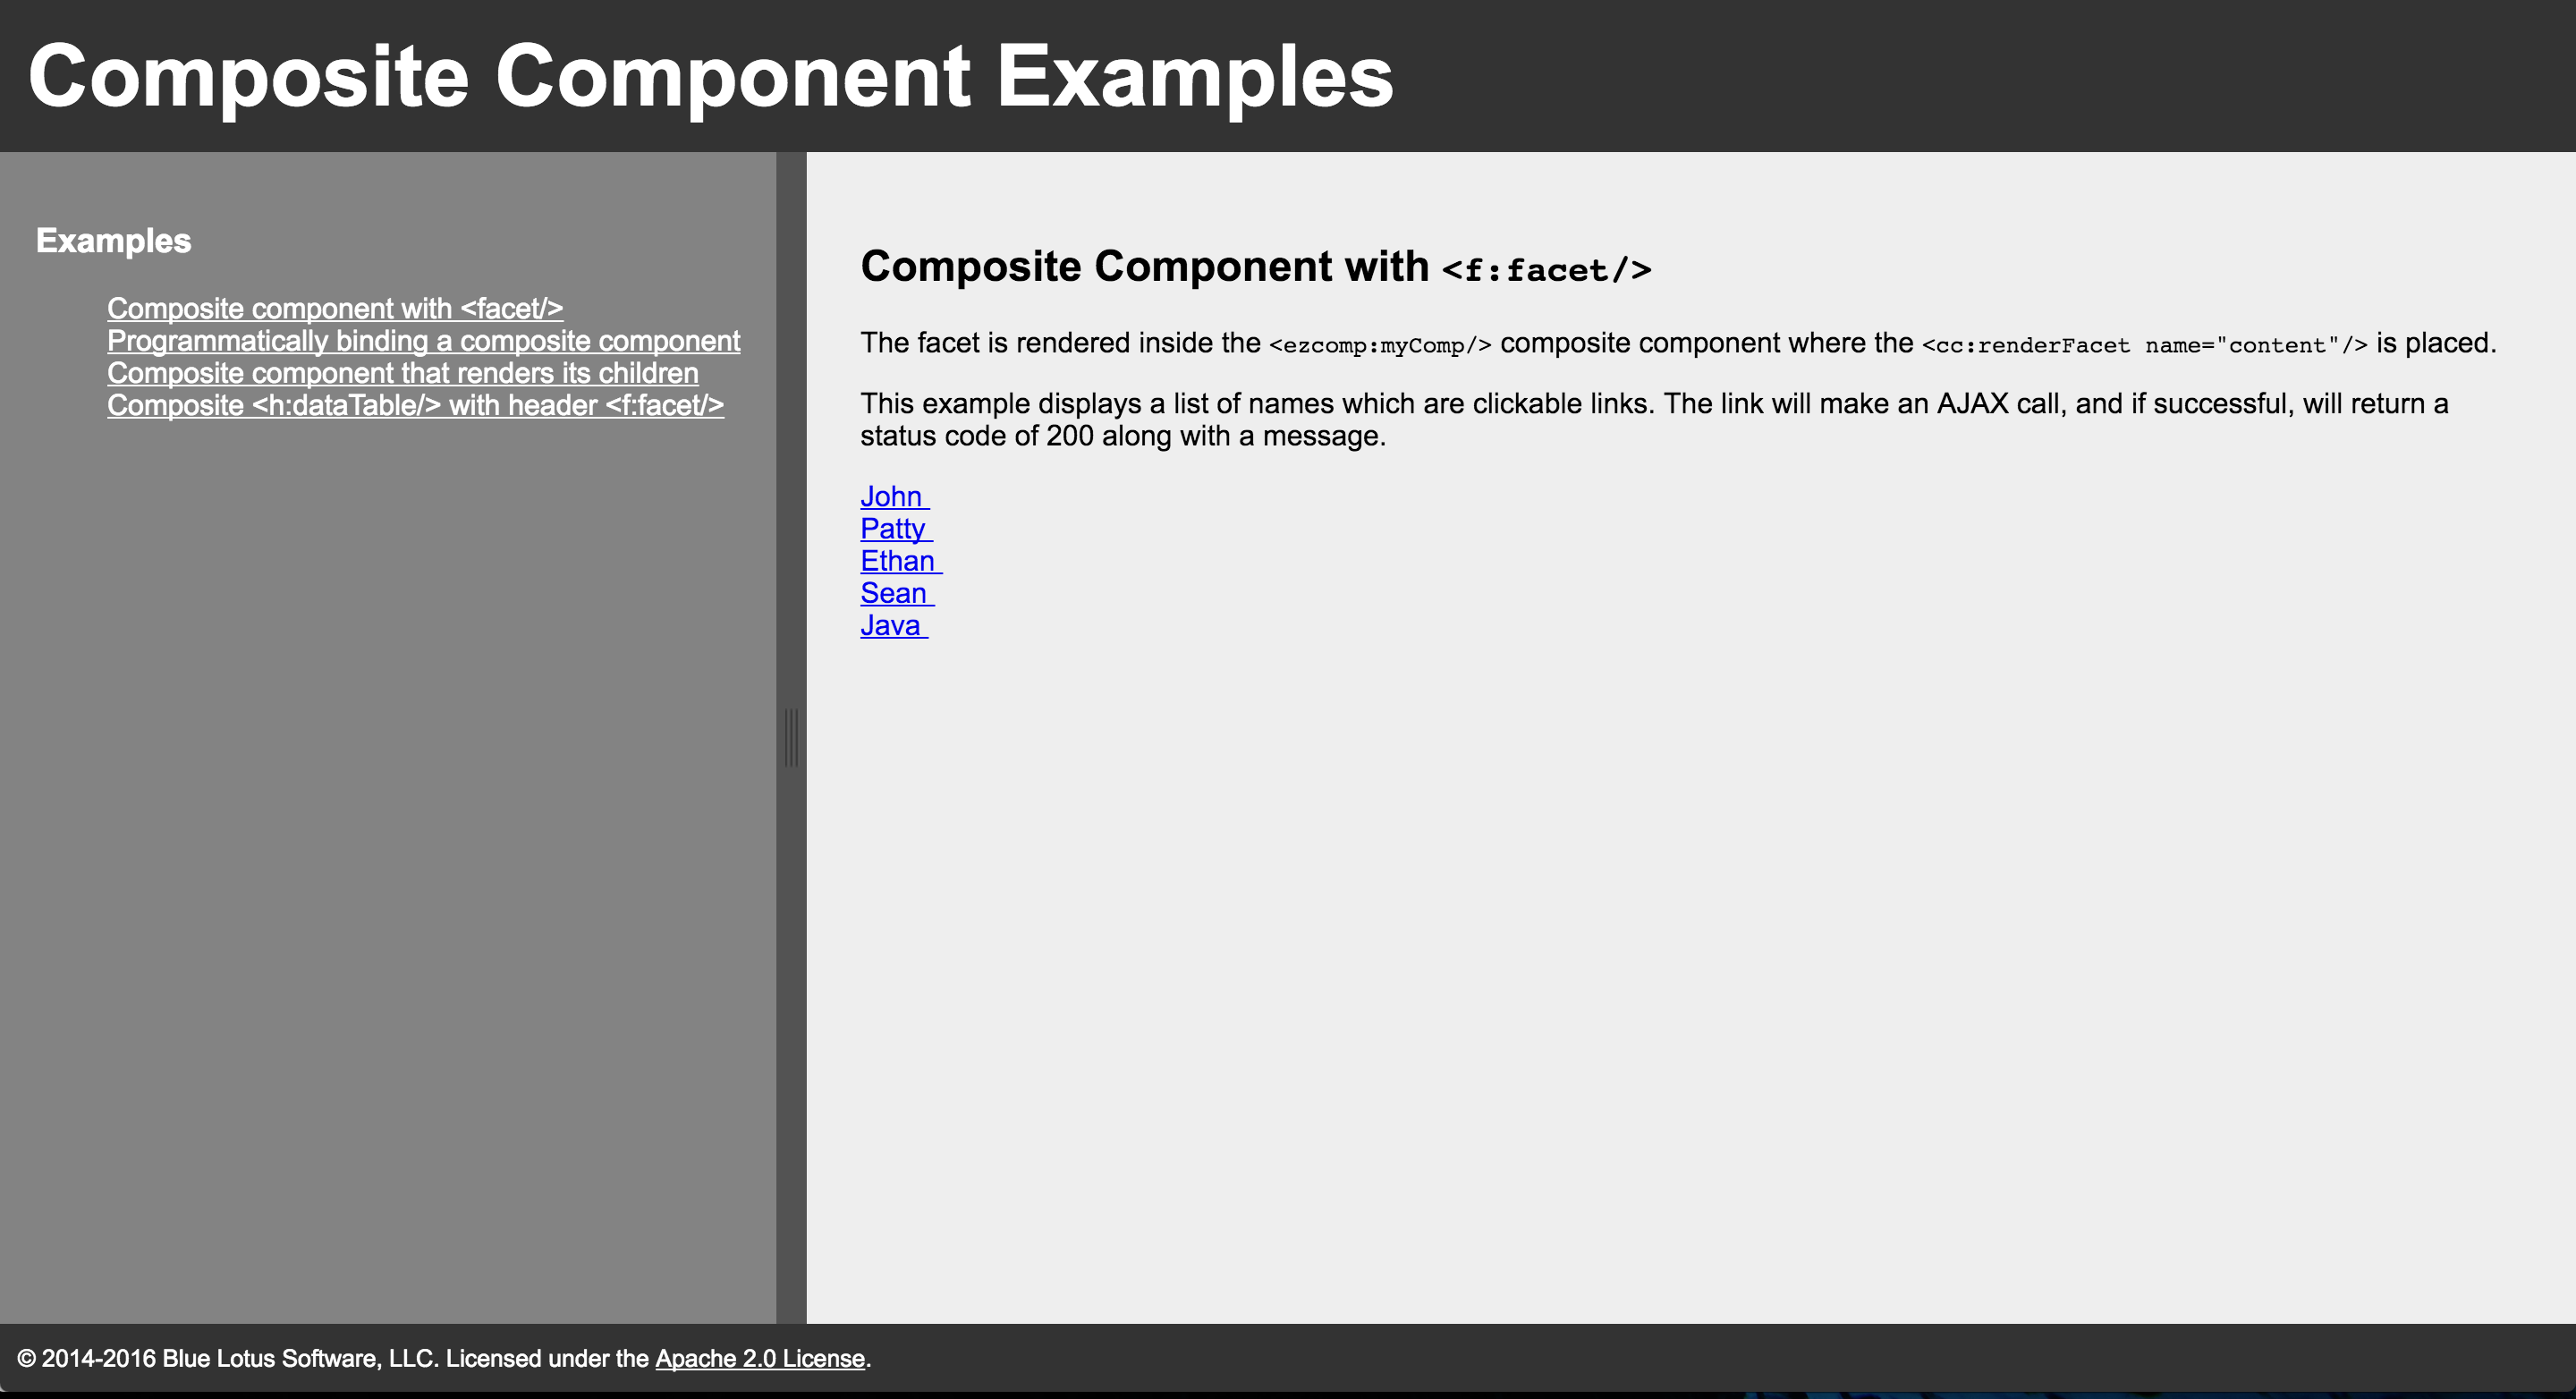 Composite Component Examples
Examples
Composite component with <facet/>
Programmatically binding a composite component
Composite component that renders its children
Composite <h:dataTable/> with header <f:facet/>
Composite Component with <f:facet/>
The facet is rendered inside the <ezcomp:myComp/> composite component where the <cc:renderFacet name="content"/> is placed.
This example displays a list of names which are clickable links. The link will make an AJAX call, and if successful, will return a
status code of 200 along with a message.
John
Patty
Ethan
Sean
Java
© 2014-2016 Blue Lotus Software, LLC. Licensed under the Apache 2.0 License.